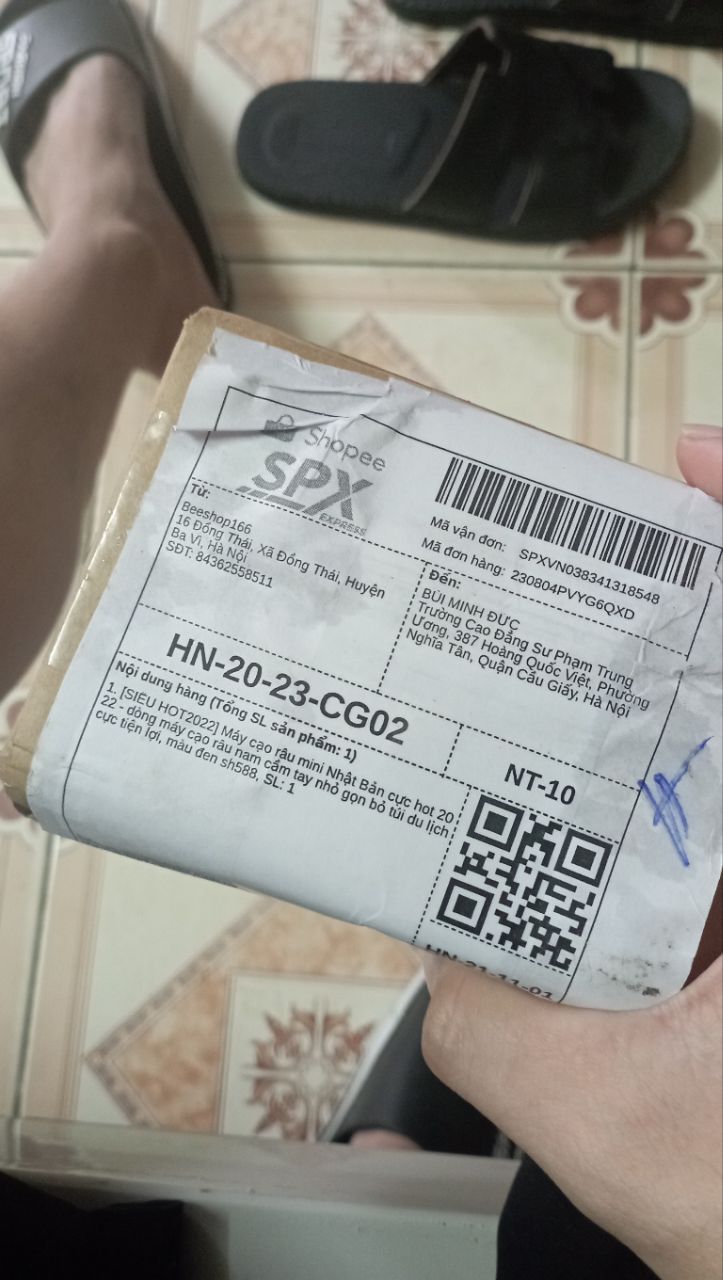 Shopee
SPX
EXPRESS
Mã vận đơn: SPXVN038341318548
Mã đơn hàng: 230804PVYG6QXD
Từ:
Beeshop166
16 Đồng Thái, Xã Đồng Thái, Huyện
Ba Vì, Hà Nội
SĐT: 84362558511
Đến:
BÙI MINH ĐỨC
Trường Cao Đẳng Sư Phạm Trung
Ương, 387 Hoàng Quốc Việt, Phường
Nghĩa Tân, Quận Cầu Giấy, Hà Nội
HN-20-23-CG02
Nội dung hàng (Tổng SL sản phẩm: 1)
1. [SIÊU HOT2022] Máy cạo râu mini Nhật Bản cực hot 20
22 - dòng máy cạo râu nam cầm tay nhỏ gọn bỏ túi du lịch
cực tiện lợi, màu đen sh588, SL: 1
NT-10
HN-21-11-01